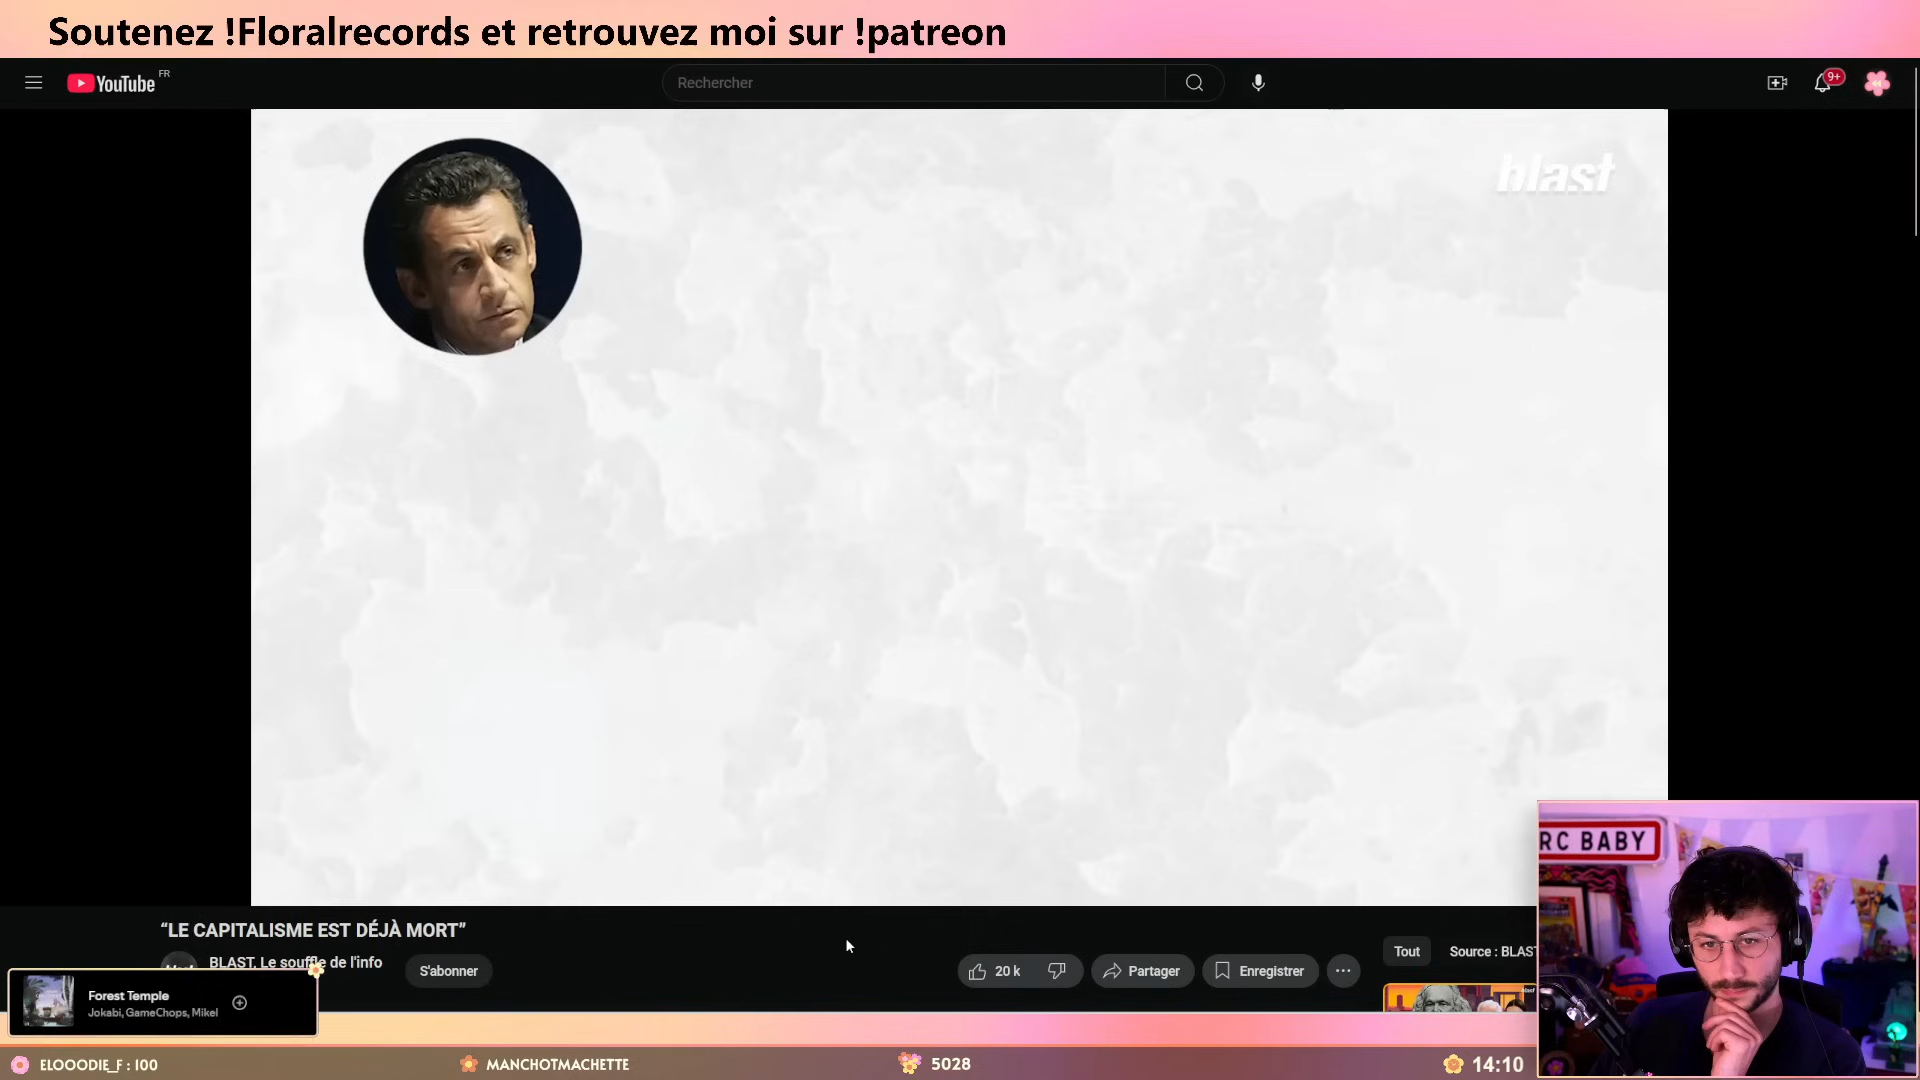 Soutenez !Floralrecords et retrouvez moi sur !patreon
YouTube FR
Rechercher
9+
blast
“LE CAPITALISME EST DÉJÀ MORT”
BLAST, Le souffle de l'info
S'abonner
20 k
Partager
Enregistrer
Tout
Source : BLAST
RC BABY
Forest Temple
Jokabi, GameChops, Mikel
ELOOODIE_F : 100
MANCHOTMACHETTE
5028
14:10